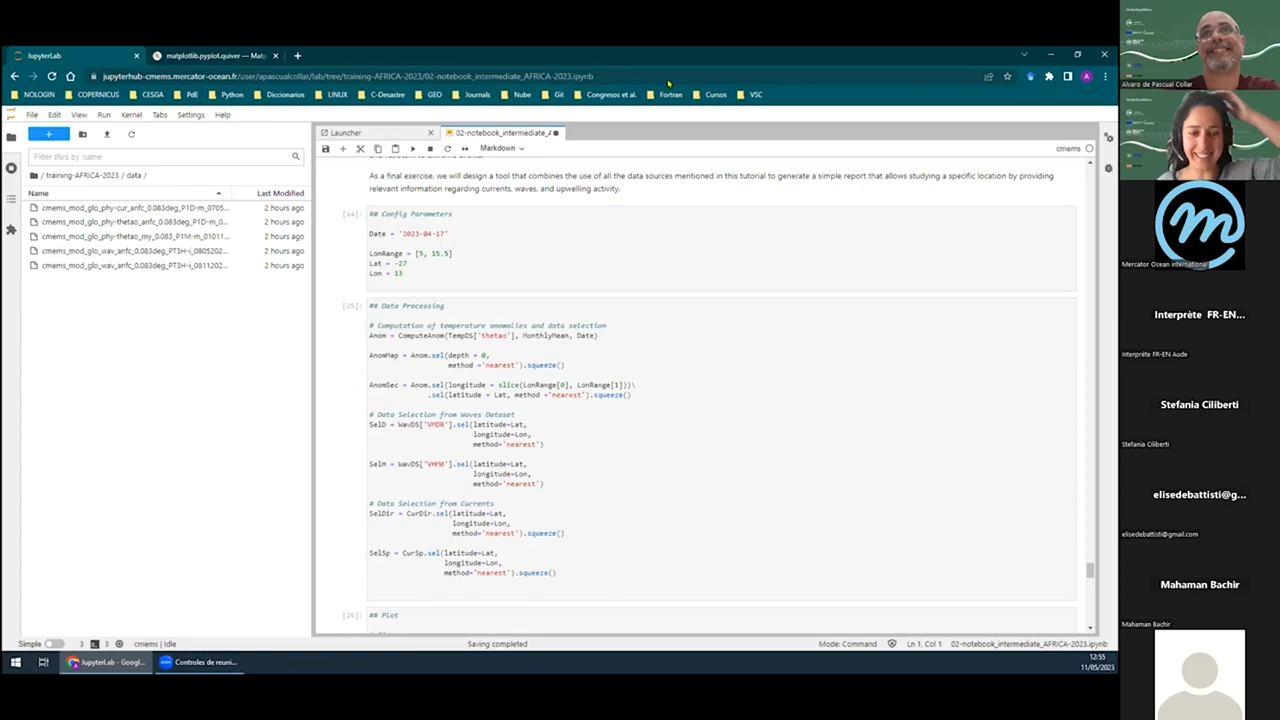 JupyterLab
matplotlib.pyplot.quiver — Mat
jupyterhub-cmems.mercator-ocean.fr/user/apascualcollar/lab/tree/training-AFRICA-2023/02-notebook_intermediate_AFRICA-2023.ipynb
A
NOLOGIN COPERNICUS CESGA PdE Python Diccionarios LINUX C-Desastre GEO Journals Nube Git Congresos et al. Fortran Cursos VSC
File Edit View Run Kernel Tabs Settings Help
Filter files by name
/ training-AFRICA-2023 / data /
Name Last Modified
cmems_mod_glo_phy-cur_anfc_0.083deg_P1D-m_0705... 2 hours ago
cmems_mod_glo_phy-thetao_anfc_0.083deg_P1D-m_0... 2 hours ago
cmems_mod_glo_phy-thetao_my_0.083_P1M-m_01011... 2 hours ago
cmems_mod_glo_wav_anfc_0.083deg_PT3H-i_0805202... 2 hours ago
cmems_mod_glo_wav_anfc_0.083deg_PT3H-i_0811202... 2 hours ago
Launcher
02-notebook_intermediate_A
Markdown
cmems
As a final exercise, we will design a tool that combines the use of all the data sources mentioned in this tutorial to generate a simple report that allows studying a specific location by providing
relevant information regarding currents, waves, and upwelling activity.
[24]: ## Config Parameters
Date = '2023-04-17'
LonRange = [5, 15.5]
Lat = -27
Lon = 13
[25]: ## Data Processing
# Computation of temperature anomalies and data selection
Anom = ComputeAnom(TempDS['thetao'], MonthlyMean, Date)
AnomMap = Anom.sel(depth = 0,
method ='nearest').squeeze()
AnomSec = Anom.sel(longitude = slice(LonRange[0], LonRange[1]))\
.sel(latitude = Lat, method ='nearest').squeeze()
# Data Selection from Waves Dataset
SelD = WavDS['VMDR'].sel(latitude=Lat,
longitude=Lon,
method='nearest')
SelH = WavDS['VHM0'].sel(latitude=Lat,
longitude=Lon,
method='nearest')
# Data Selection from Currents
SelDir = CurDir.sel(latitude=Lat,
longitude=Lon,
method='nearest').squeeze()
SelSp = CurSp.sel(latitude=Lat,
longitude=Lon,
method='nearest').squeeze()
[26]: ## Plot
Simple 3 3 cmems | Idle Saving completed Mode: Command Ln 1, Col 1 02-notebook_intermediate_AFRICA-2023.ipynb
JupyterLab - Googl...
Controles de reuni...
12:55
11/05/2023
Alvaro de Pascual Collar
Mercator Ocean international
Interprète FR-EN...
Interprète FR-EN Aude
Stefania Ciliberti
Stefania Ciliberti
elisedebattisti@g...
elisedebattisti@gmail.com
Mahaman Bachir
Mahaman Bachir